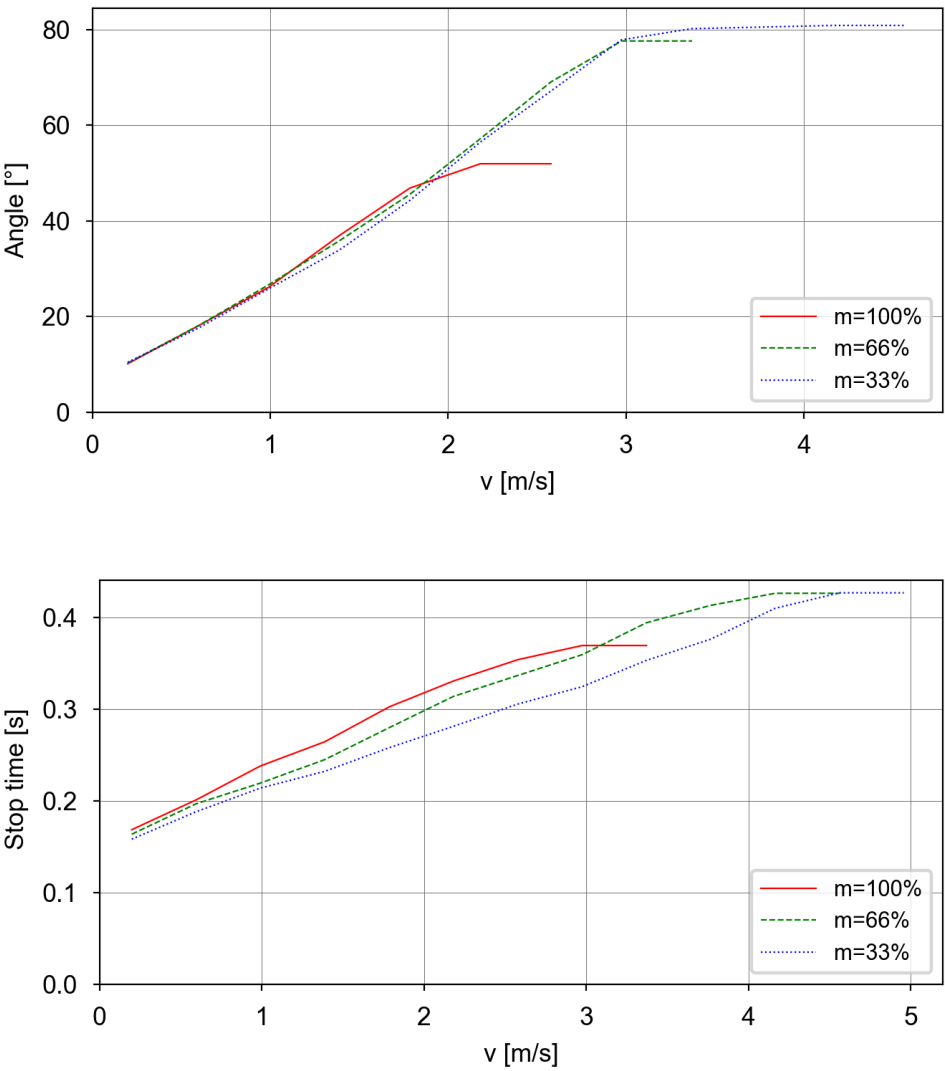 80
60
40
20
0
Angle [°]
0 1 2 3 4
v [m/s]
m=100%
m=66%
m=33%
0.4
0.3
0.2
0.1
0.0
Stop time [s]
0 1 2 3 4 5
v [m/s]
m=100%
m=66%
m=33%